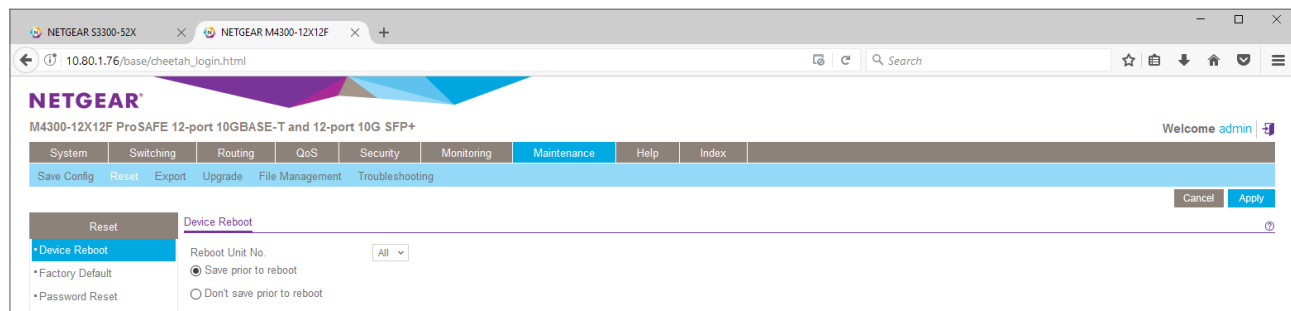 NETGEAR S3300-52X
NETGEAR M4300-12X12F
10.80.1.76/base/cheetah_login.html
Search
NETGEAR®
M4300-12X12F ProSAFE 12-port 10GBASE-T and 12-port 10G SFP+
Welcome admin
System Switching Routing QoS Security Monitoring Maintenance Help Index
Save Config Reset Export Upgrade File Management Troubleshooting
Cancel Apply
Reset
Device Reboot
Factory Default
Password Reset
Device Reboot
Reboot Unit No. All
Save prior to reboot
Don't save prior to reboot